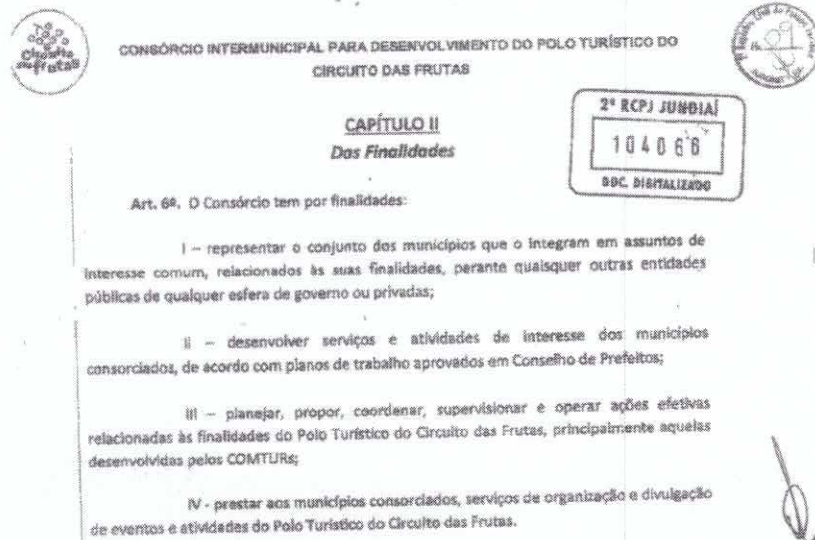 Circuito
das Frutas
CONSÓRCIO INTERMUNICIPAL PARA DESENVOLVIMENTO DO POLO TURÍSTICO DO
CIRCUITO DAS FRUTAS
2º RCPJ JUNDIAÍ
104066
DOC. DIGITALIZADO
CAPÍTULO II
Das Finalidades
Art. 6º. O Consórcio tem por finalidades:
I – representar o conjunto dos municípios que o integram em assuntos de
interesse comum, relacionados às suas finalidades, perante quaisquer outras entidades
públicas de qualquer esfera de governo ou privadas;
II – desenvolver serviços e atividades de interesse dos municípios
consorciados, de acordo com planos de trabalho aprovados em Conselho de Prefeitos;
III – planejar, propor, coordenar, supervisionar e operar ações efetivas
relacionadas às finalidades do Polo Turístico do Circuito das Frutas, principalmente aquelas
desenvolvidas pelos COMTURs;
IV - prestar aos municípios consorciados, serviços de organização e divulgação
de eventos e atividades do Polo Turístico do Circuito das Frutas.